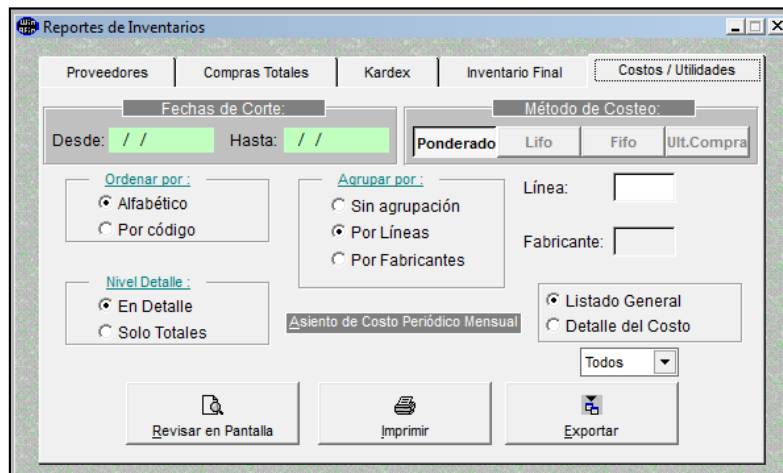 Reportes de Inventarios
Proveedores
Compras Totales
Kardex
Inventario Final
Costos / Utilidades
Fechas de Corte:
Desde: / / Hasta: / /
Método de Costeo:
Ponderado Lifo Fifo Ult.Compra
Ordenar por :
Alfabético
Por código
Agrupar por :
Sin agrupación
Por Líneas
Por Fabricantes
Línea:
Fabricante:
Nivel Detalle :
En Detalle
Solo Totales
Asiento de Costo Periódico Mensual
Listado General
Detalle del Costo
Todos
Revisar en Pantalla
Imprimir
Exportar